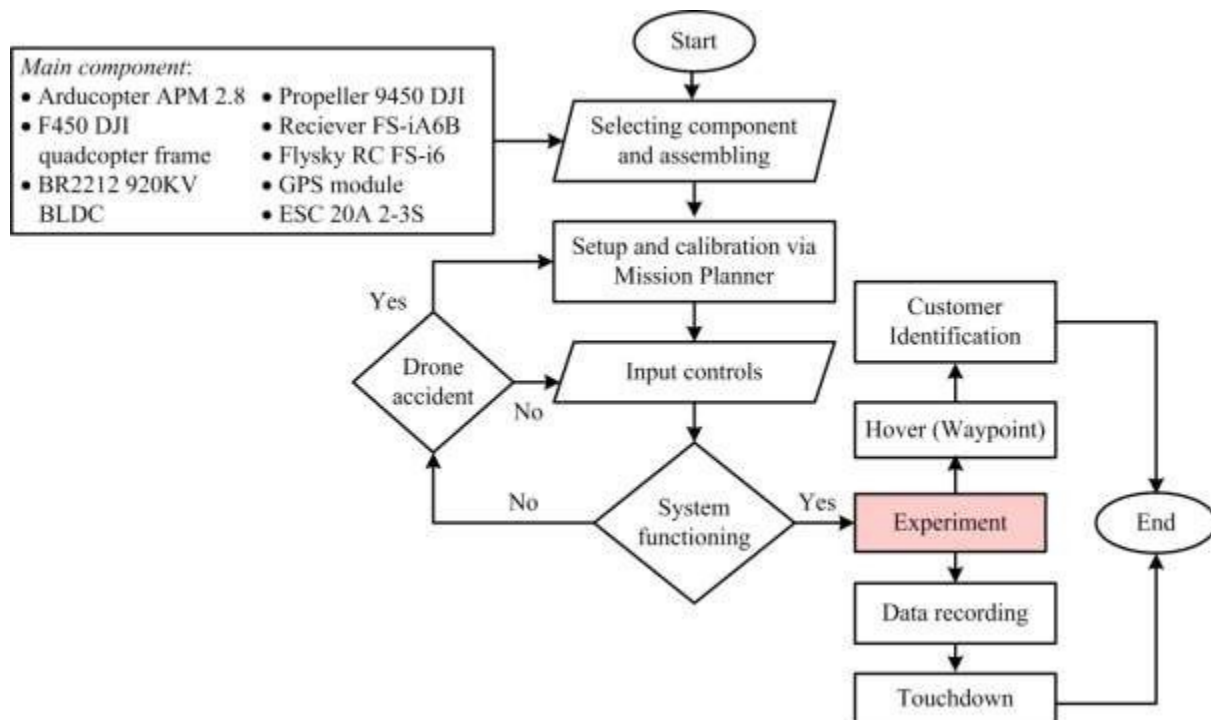 Start
Main component:
• Arducopter APM 2.8
• F450 DJI
quadcopter frame
• BR2212 920KV
BLDC
• Propeller 9450 DJI
• Reciever FS-iA6B
• Flysky RC FS-i6
• GPS module
• ESC 20A 2-3S
Selecting component
and assembling
Setup and calibration via
Mission Planner
Yes
Drone
accident
No
Input controls
No
System
functioning
Yes
Customer
Identification
Hover (Waypoint)
Experiment
End
Data recording
Touchdown